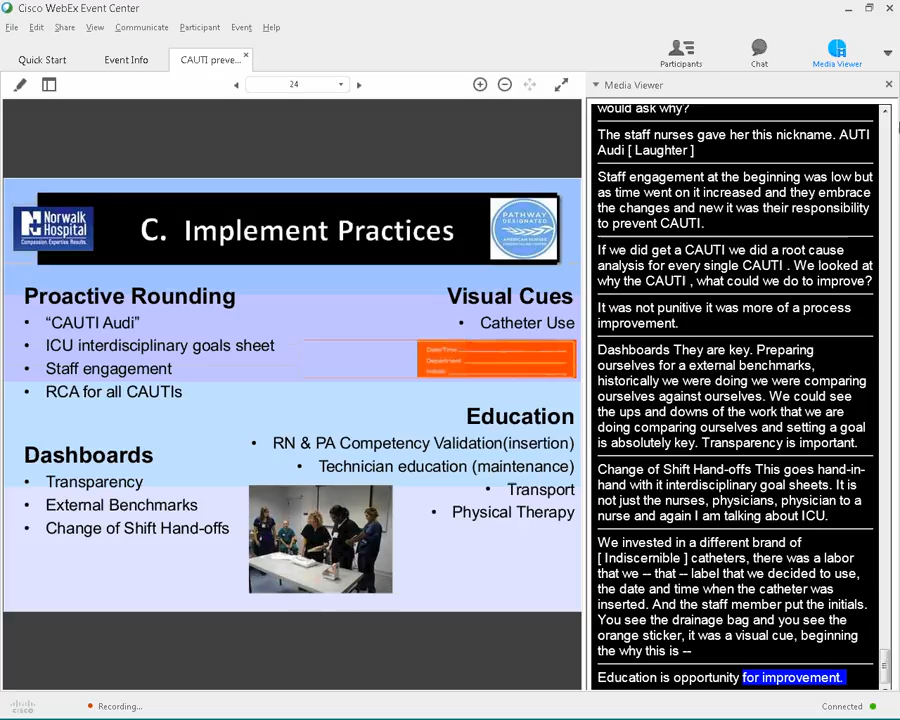 Cisco WebEx Event Center
File Edit Share View Communicate Participant Event Help
Quick Start Event Info CAUTI preve...
Participants Chat Media Viewer
24
Media Viewer
Norwalk
Hospital
Compassion. Expertise. Results.
C. Implement Practices
PATHWAY
DESIGNATED
AMERICAN NURSES
CREDENTIALING CENTER
Proactive Rounding
• “CAUTI Audi”
• ICU interdisciplinary goals sheet
• Staff engagement
• RCA for all CAUTIs
Dashboards
• Transparency
• External Benchmarks
• Change of Shift Hand-offs
Visual Cues
• Catheter Use
Date/Time
Department
Initials
Education
• RN & PA Competency Validation(insertion)
• Technician education (maintenance)
• Transport
• Physical Therapy
would ask why?
The staff nurses gave her this nickname. AUTI
Audi [ Laughter ]
Staff engagement at the beginning was low but
as time went on it increased and they embrace
the changes and new it was their responsibility
to prevent CAUTI.
If we did get a CAUTI we did a root cause
analysis for every single CAUTI . We looked at
why the CAUTI , what could we do to improve?
It was not punitive it was more of a process
improvement.
Dashboards They are key. Preparing
ourselves for a external benchmarks,
historically we were doing we were comparing
ourselves against ourselves. We could see
the ups and downs of the work that we are
doing comparing ourselves and setting a goal
is absolutely key. Transparency is important.
Change of Shift Hand-offs This goes hand-in-
hand with it interdisciplinary goal sheets. It is
not just the nurses, physicians, physician to a
nurse and again I am talking about ICU.
We invested in a different brand of
[ Indiscernible ] catheters, there was a labor
that we -- that -- label that we decided to use,
the date and time when the catheter was
inserted. And the staff member put the initials.
You see the drainage bag and you see the
orange sticker, it was a visual cue, beginning
the why this is --
Education is opportunity for improvement.
cisco
Recording...
Connected